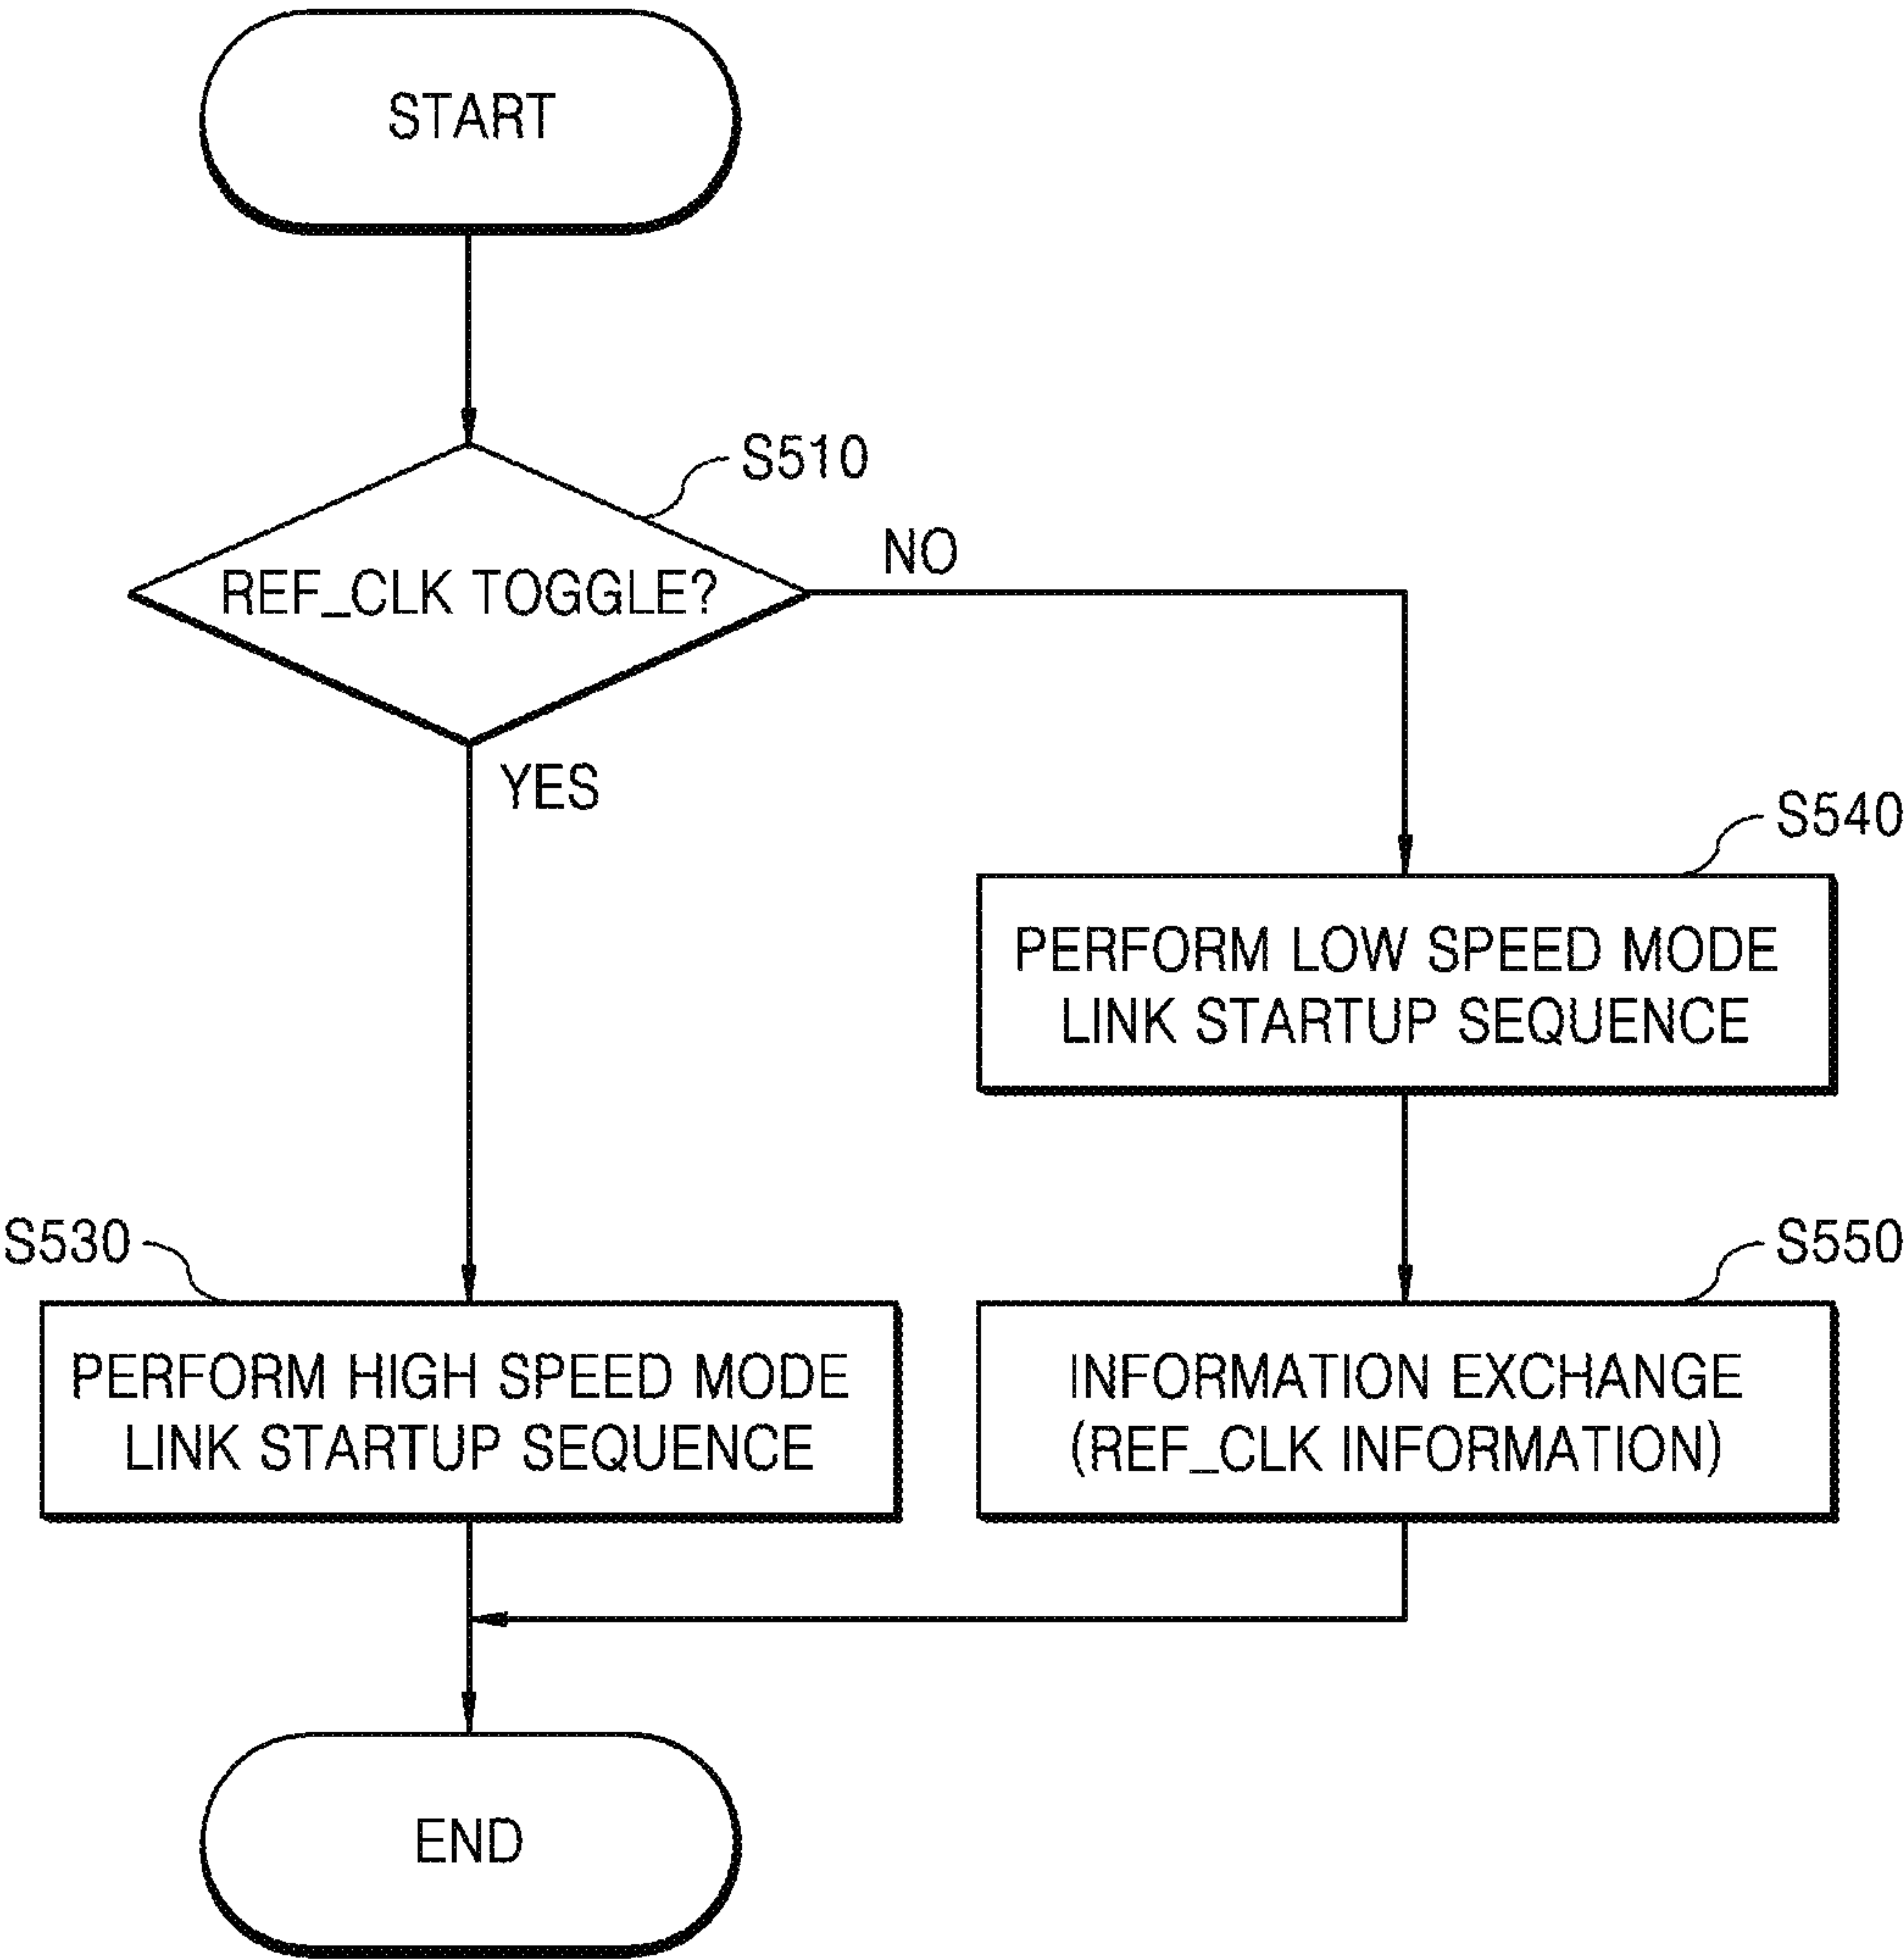 START
S510
REF_CLK TOGGLE?
NO
YES
S540
PERFORM LOW SPEED MODE
LINK STARTUP SEQUENCE
S530
PERFORM HIGH SPEED MODE
LINK STARTUP SEQUENCE
S550
INFORMATION EXCHANGE
(REF_CLK INFORMATION)
END